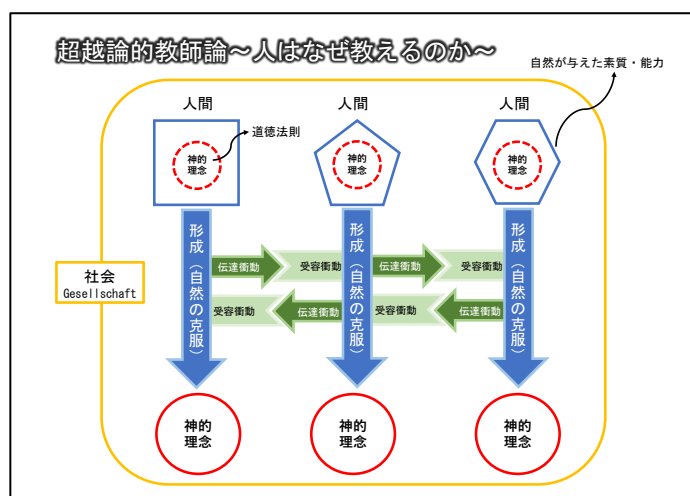 超越論的教師論～人はなぜ教えるのか～
自然が与えた素質・能力
人間
人間
人間
道徳法則
神的
理念
神的
理念
神的
理念
社会
Gesellschaft
形成（自然の克服）
形成（自然の克服）
形成（自然の克服）
伝達衝動
受容衝動
伝達衝動
受容衝動
受容衝動
伝達衝動
受容衝動
伝達衝動
神的
理念
神的
理念
神的
理念